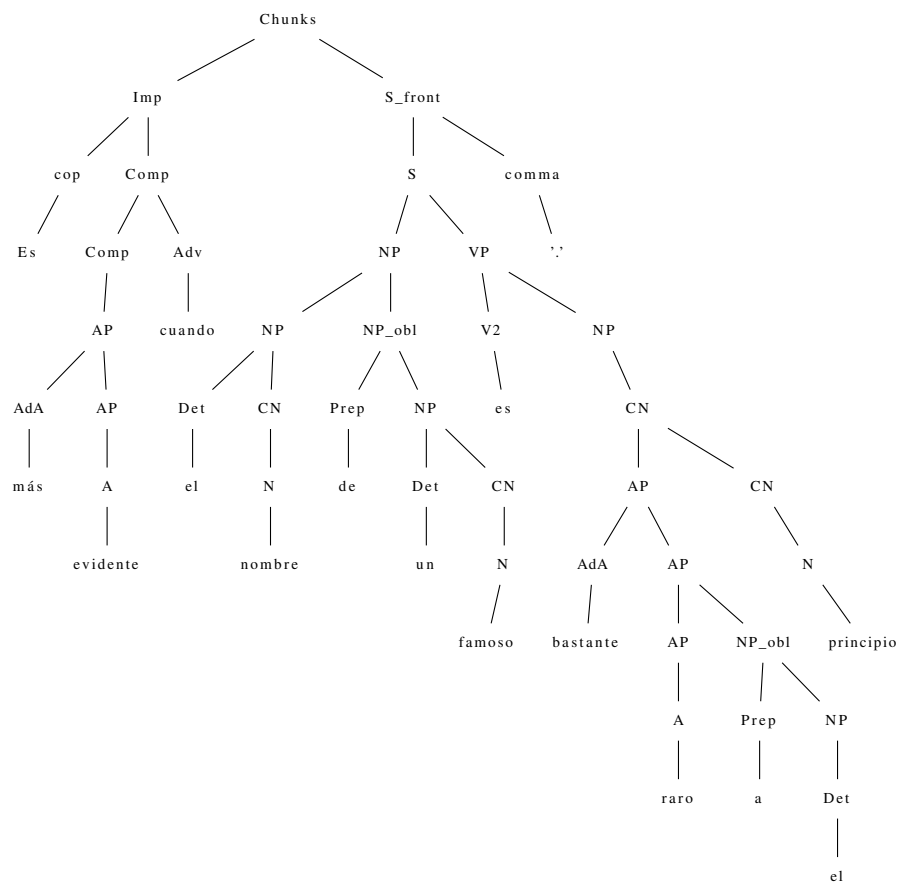 Chunks
Imp S_front
cop Comp S comma
Es Comp Adv NP VP '.'
AP cuando NP NP_obl V2 NP
AdA AP Det CN Prep NP es CN
más A el N de Det CN AP CN
evidente nombre un N AdA AP N
famoso bastante AP NP_obl principio
A Prep NP
raro a Det
el